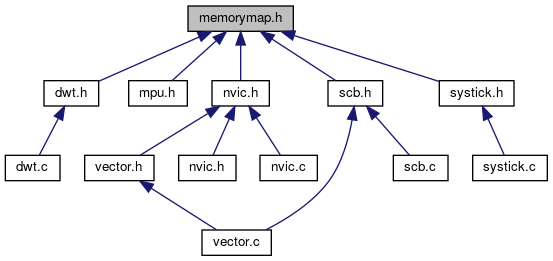 memorymap.h
dwt.h
mpu.h
nvic.h
scb.h
systick.h
dwt.c
vector.h
nvic.h
nvic.c
scb.c
systick.c
vector.c